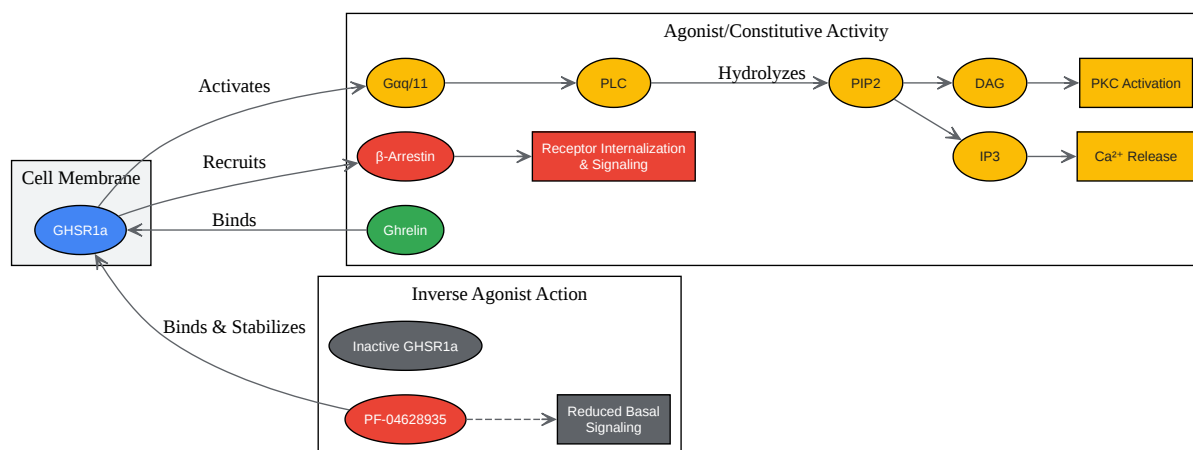 Agonist/Constitutive Activity
Activates
Gαq/11
PLC
Hydrolyzes
PIP2
DAG
PKC Activation
Recruits
β-Arrestin
Receptor Internalization
& Signaling
IP3
Ca²⁺ Release
Cell Membrane
GHSR1a
Binds
Ghrelin
Inverse Agonist Action
Binds & Stabilizes
Inactive GHSR1a
PF-04628935
Reduced Basal
Signaling